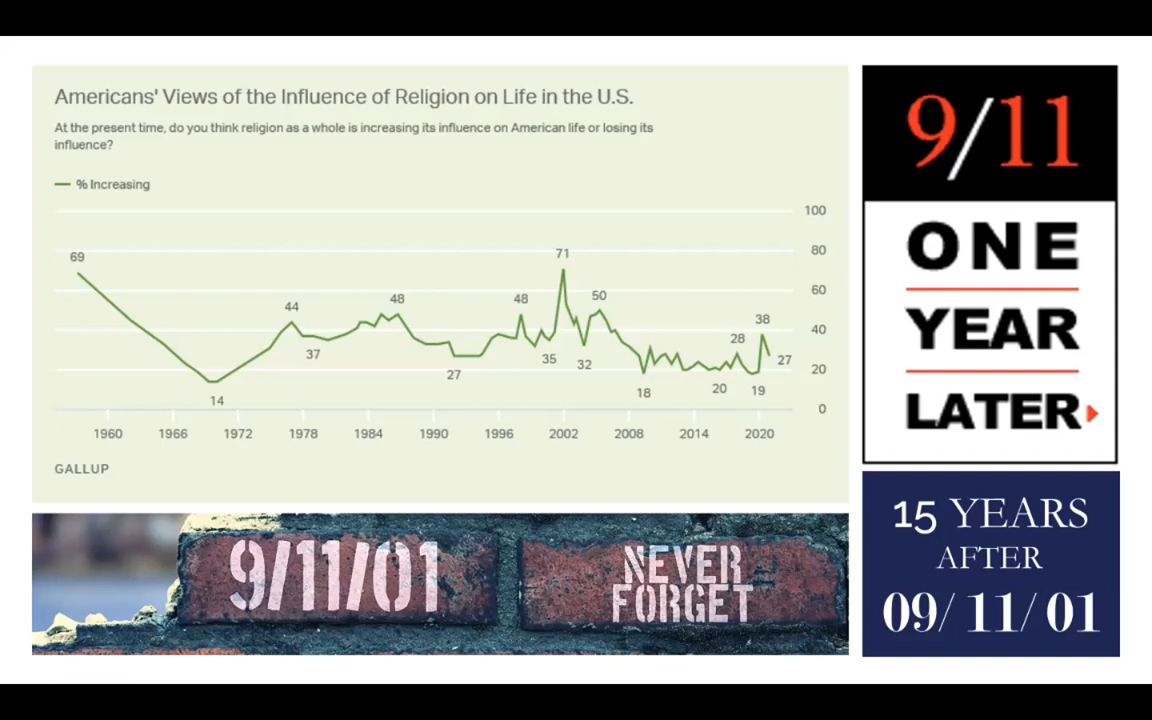 Americans' Views of the Influence of Religion on Life in the U.S.
At the present time, do you think religion as a whole is increasing its influence on American life or losing its
influence?
% Increasing
100
80
60
40
20
0
69
14
44
37
48
27
48
35
71
32
50
18
20
28
19
38
27
1960 1966 1972 1978 1984 1990 1996 2002 2008 2014 2020
GALLUP
9/11/01
NEVER
FORGET
9/11
ONE
YEAR
LATER
15 YEARS
AFTER
09/ 11/ 01